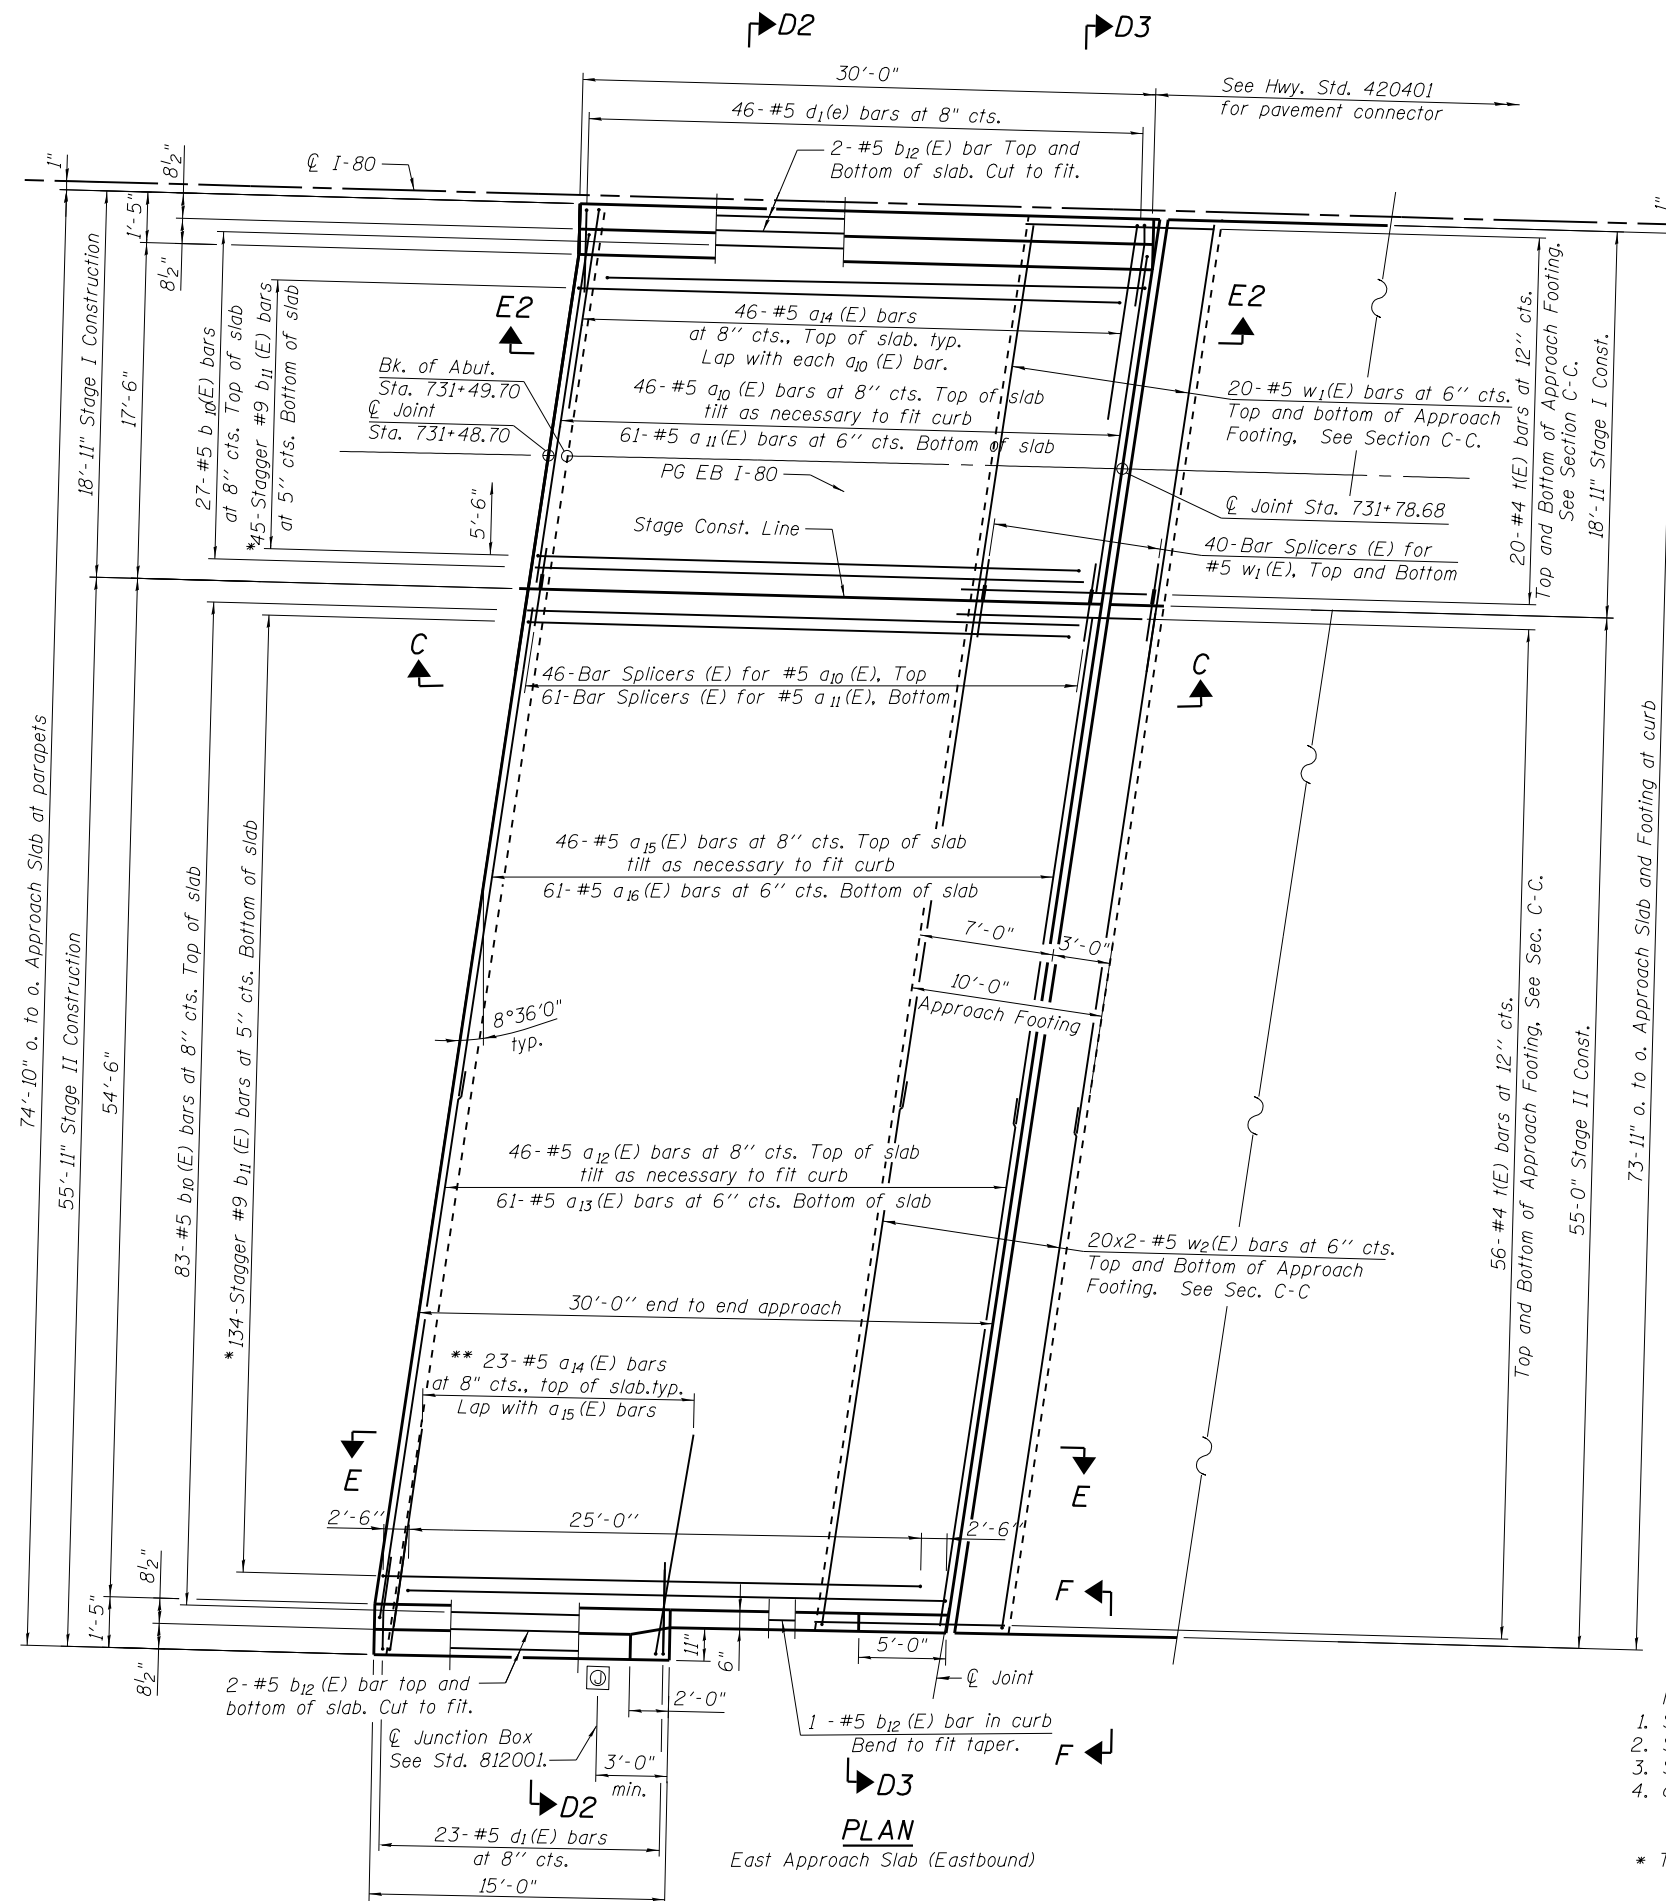 D2
D3
30'-0"
See Hwy. Std. 420401
for pavement connector
46-#5 d1(e) bars at 8" cts.
2-#5 b12 (E) bar Top and
Bottom of slab. Cut to fit.
℄ I-80
1"
8½"
1'-5"
8½"
1"
18'-11" Stage I Construction
17'-6"
27-#5 b10(E) bars
at 8'' cts. Top of slab
*45-Stagger #9 b11 (E) bars
at 5'' cts. Bottom of slab
E2
E2
46-#5 a14 (E) bars
at 8'' cts., Top of slab. typ.
Lap with each a10 (E) bar.
Bk. of Abut.
Sta. 731+49.70
℄ Joint
Sta. 731+48.70
46-#5 a10 (E) bars at 8'' cts. Top of slab
tilt as necessary to fit curb
61-#5 a11(E) bars at 6'' cts. Bottom of slab
20-#5 w1(E) bars at 6'' cts.
Top and bottom of Approach
Footing. See Section C-C.
20-#4 t(E) bars at 12'' cts.
Top and Bottom of Approach Footing.
See Section C-C.
18'-11" Stage I Const.
PG EB I-80
5'-6"
℄ Joint Sta. 731+78.68
Stage Const. Line
40-Bar Splicers (E) for
#5 w1 (E), Top and Bottom
C
C
46-Bar Splicers (E) for #5 a10 (E), Top
61-Bar Splicers (E) for #5 a11 (E), Bottom
74'-10" o. to o. Approach Slab at parapets
55'-11" Stage II Construction
54'-6"
83-#5 b10(E) bars at 8'' cts. Top of slab
*134-Stagger #9 b11 (E) bars at 5'' cts. Bottom of slab
46-#5 a15(E) bars at 8'' cts. Top of slab
tilt as necessary to fit curb
61-#5 a16(E) bars at 6'' cts. Bottom of slab
7'-0"
3'-0"
10'-0"
Approach Footing
8°36'0"
typ.
56-#4 t(E) bars at 12'' cts.
Top and Bottom of Approach Footing, See Sec. C-C.
55-0" Stage II Const.
73-11" o. to o. Approach Slab and Footing at curb
46-#5 a12(E) bars at 8'' cts. Top of slab
tilt as necessary to fit curb
61-#5 a13(E) bars at 6'' cts. Bottom of slab
20x2-#5 w2(E) bars at 6'' cts.
Top and Bottom of Approach
Footing. See Sec. C-C
30'-0'' end to end approach
** 23-#5 a14 (E) bars
at 8" cts., top of slab.typ.
Lap with a15 (E) bars
E
E
2'-6''
25'-0''
2'-6''
8½"
1'-5"
8½"
F
11"
6"
5'-0"
℄ Joint
2-#5 b12 (E) bar top and
bottom of slab. Cut to fit.
J
2'-0"
1 -#5 b12 (E) bar in curb
Bend to fit taper.
F
℄ Junction Box
See Std. 812001.
3'-0"
min.
D2
D3
1.
2.
3.
4.
23-#5 d1(E) bars
at 8'' cts.
15'-0"
PLAN
East Approach Slab (Eastbound)
*